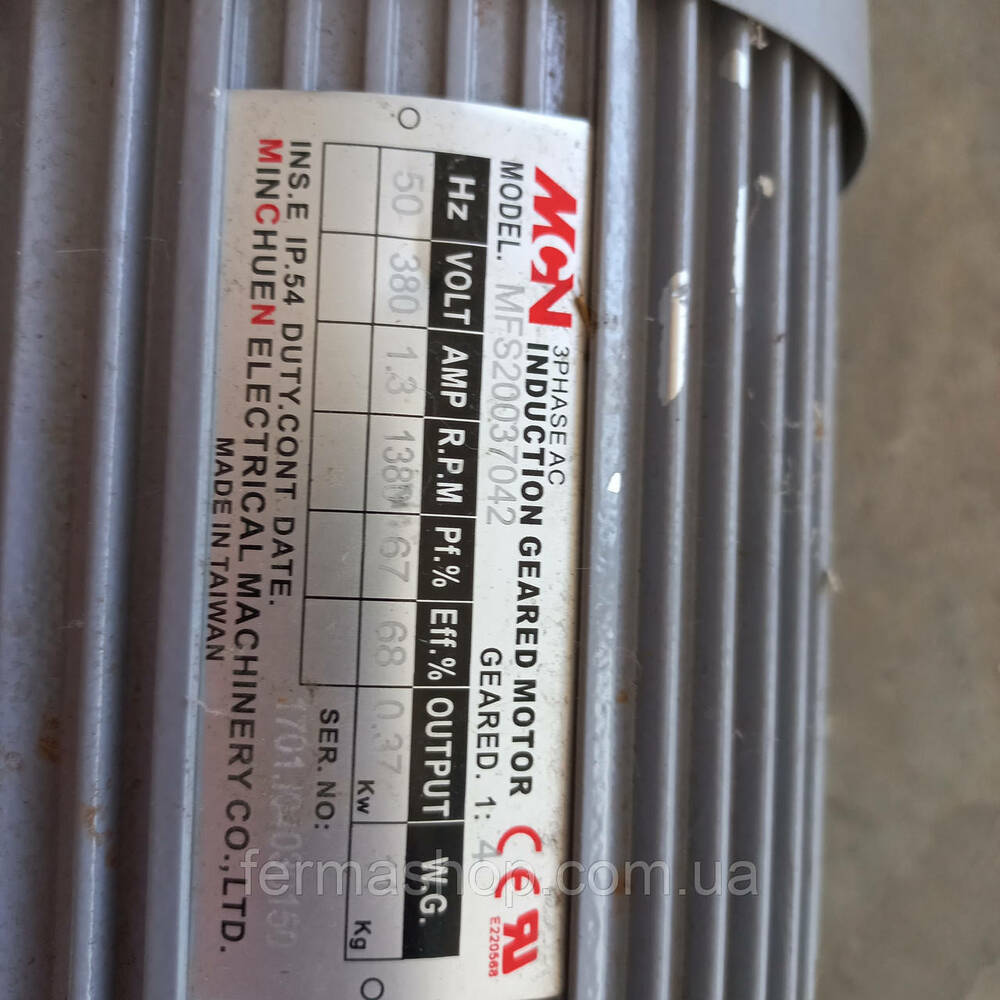 MCN
3PHASE AC
INDUCTION GEARED MOTOR
CE
E220568
MODEL. MFS20037042 GEARED. 1:
Hz VOLT AMP R.P.M Pf.% Eff.% OUTPUT W.G.
50 380 1.3 1380 67 68 0.37 Kw Kg
SER. NO:
INS.E IP.54 DUTY.CONT DATE.
MINCHUEN ELECTRICAL MACHINERY CO.,LTD.
MADE IN TAIWAN
fermashop.com.ua